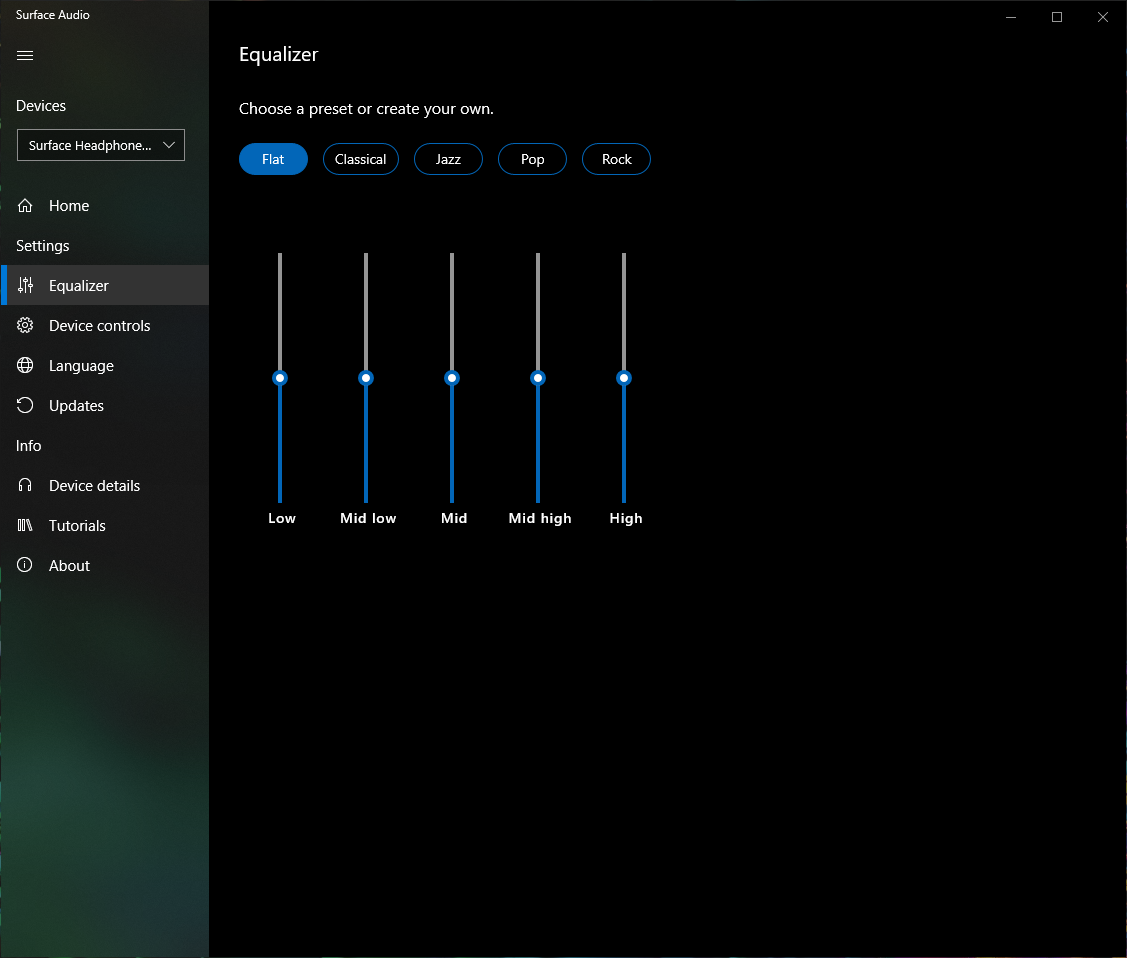 Surface Audio
Devices
Surface Headphone...
Home
Settings
Equalizer
Device controls
Language
Updates
Info
Device details
Tutorials
About
Equalizer
Choose a preset or create your own.
Flat Classical Jazz Pop Rock
Low Mid low Mid Mid high High